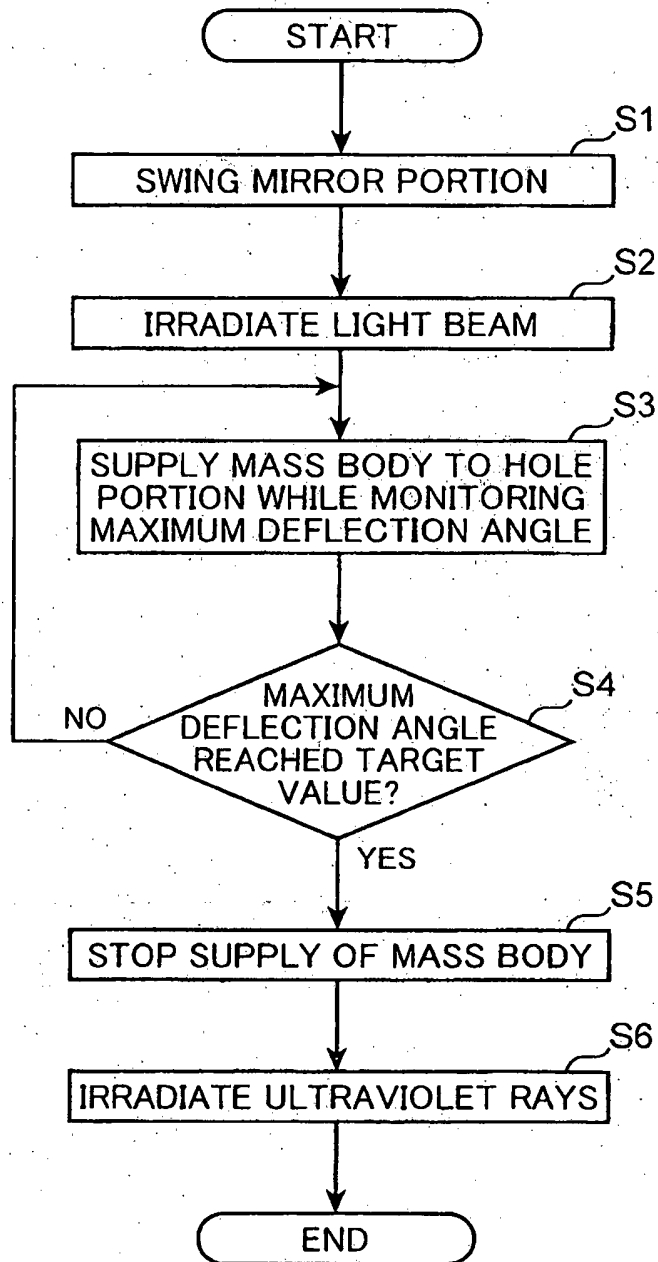 START
S1
SWING MIRROR PORTION
S2
IRRADIATE LIGHT BEAM
S3
SUPPLY MASS BODY TO HOLE
PORTION WHILE MONITORING
MAXIMUM DEFLECTION ANGLE
S4
MAXIMUM
DEFLECTION ANGLE
REACHED TARGET
VALUE?
NO
YES
S5
STOP SUPPLY OF MASS BODY
S6
IRRADIATE ULTRAVIOLET RAYS
END